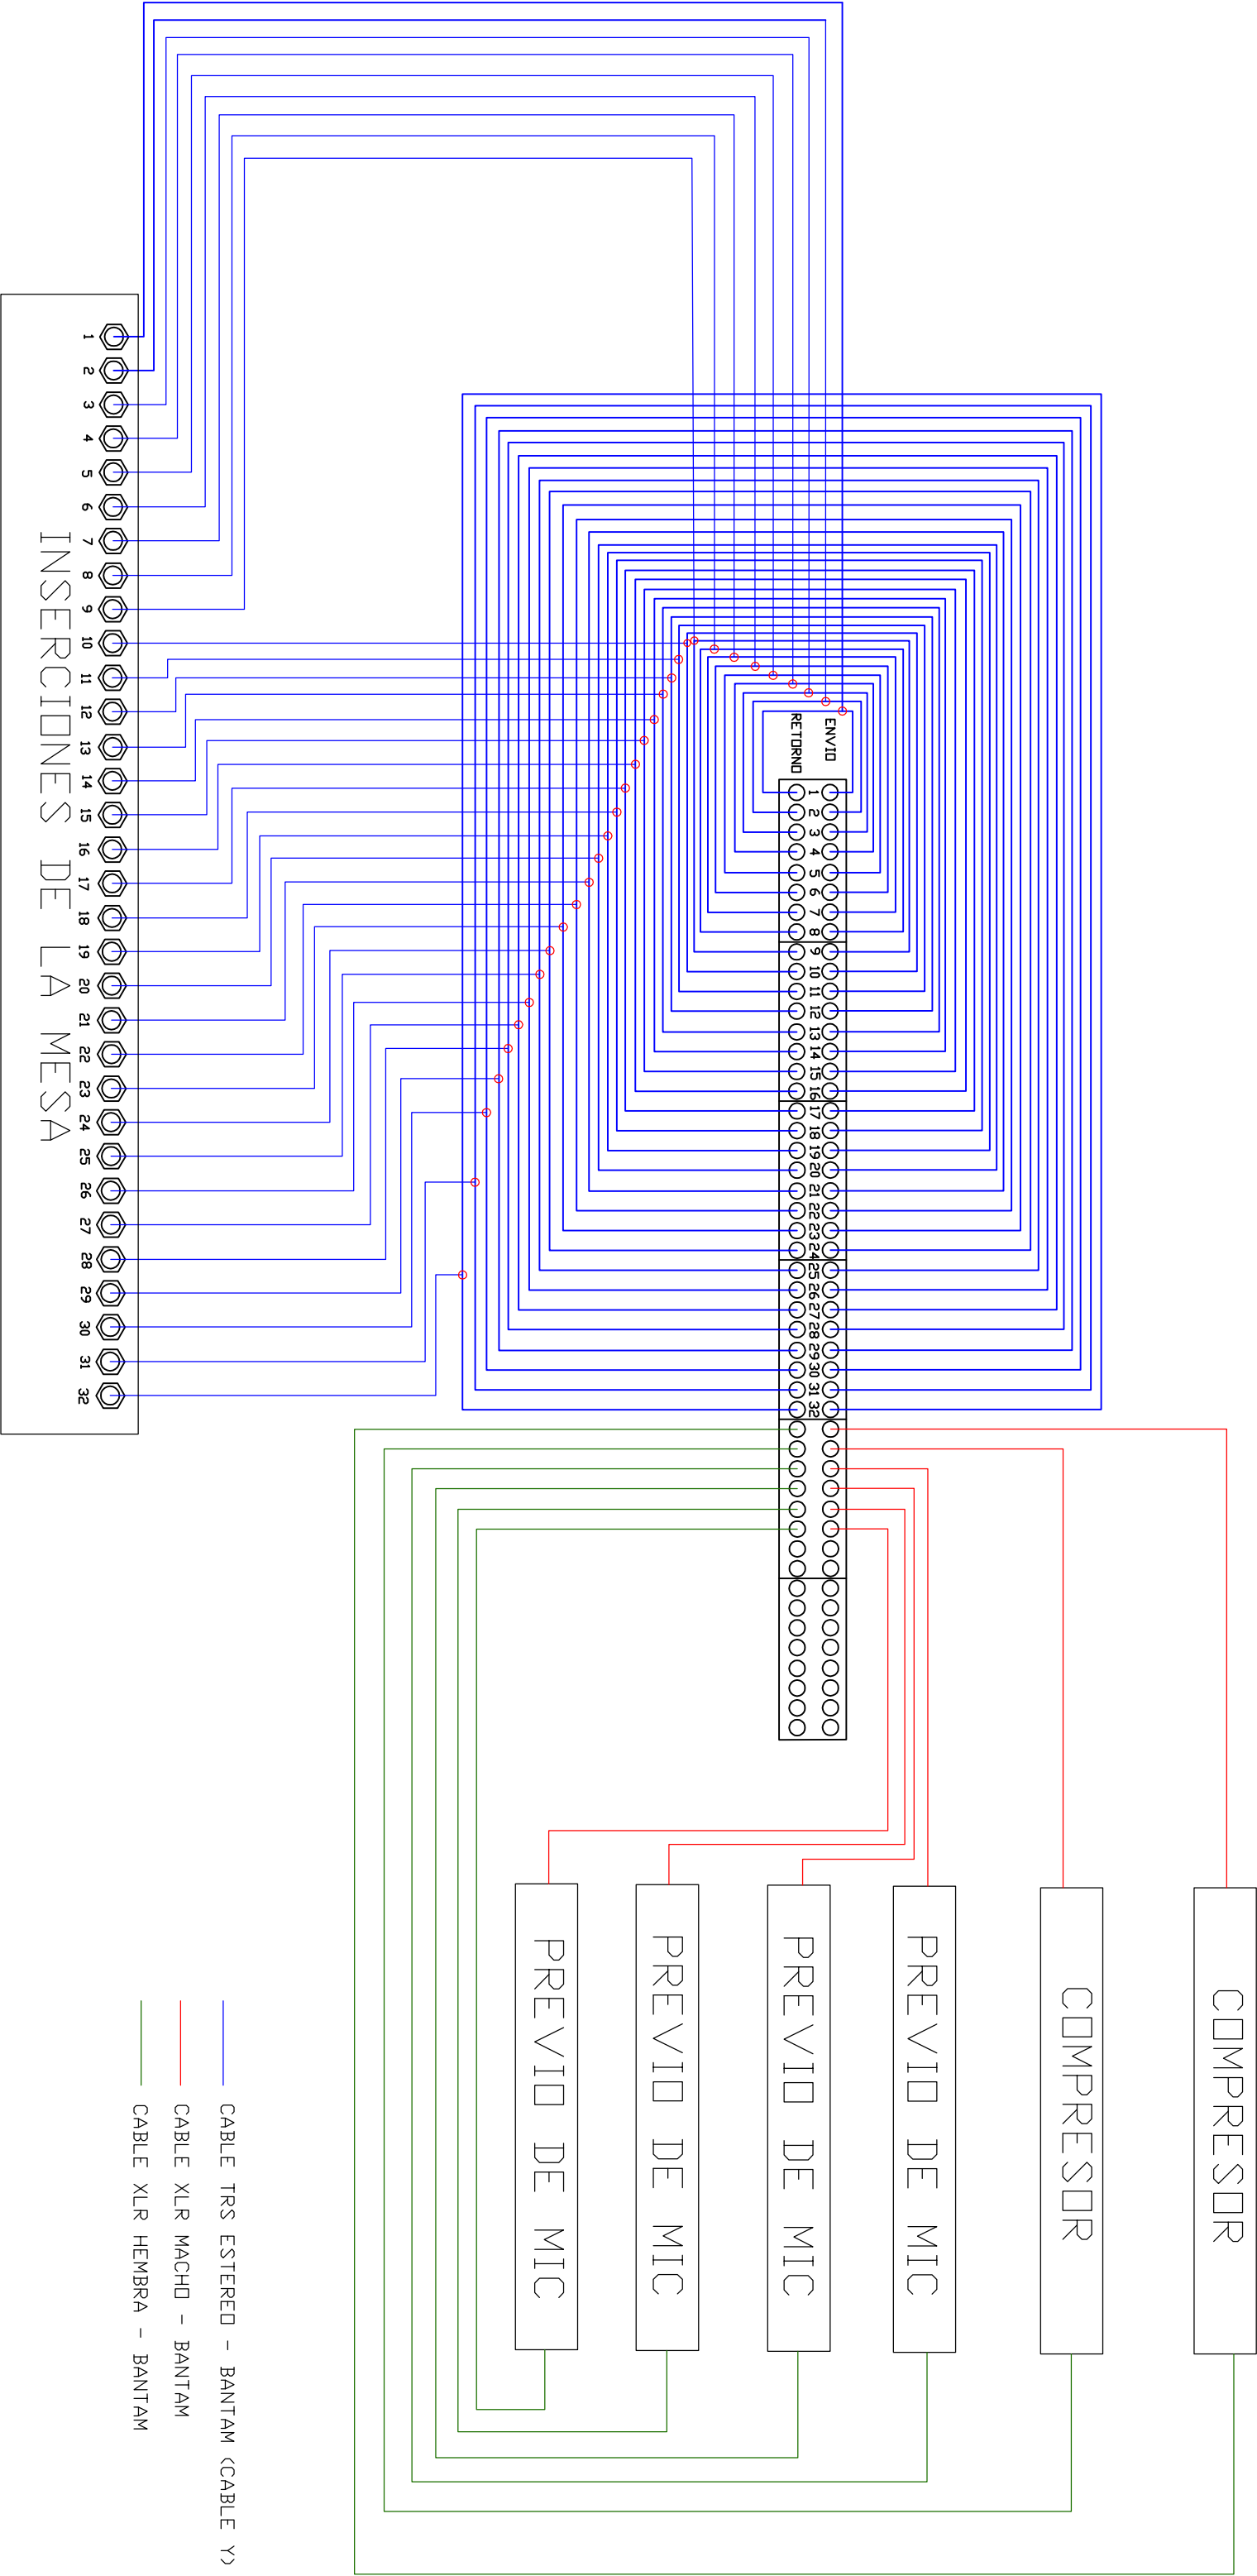 COMPRESOR
COMPRESOR
PREVIO DE MIC
PREVIO DE MIC
PREVIO DE MIC
PREVIO DE MIC
ENVIO
1 2 3 4 5 6 7 8 9 10 11 12 13 14 15 16 17 18 19 20 21 22 23 24 25 26 27 28 29 30 31 32
RETORNO
CABLE TRS ESTEREO - BANTAM (CABLE Y)
CABLE XLR MACHO - BANTAM
CABLE XLR HEMBRA - BANTAM
1 2 3 4 5 6 7 8 9 10 11 12 13 14 15 16 17 18 19 20 21 22 23 24 25 26 27 28 29 30 31 32
INSERCIONES DE LA MESA